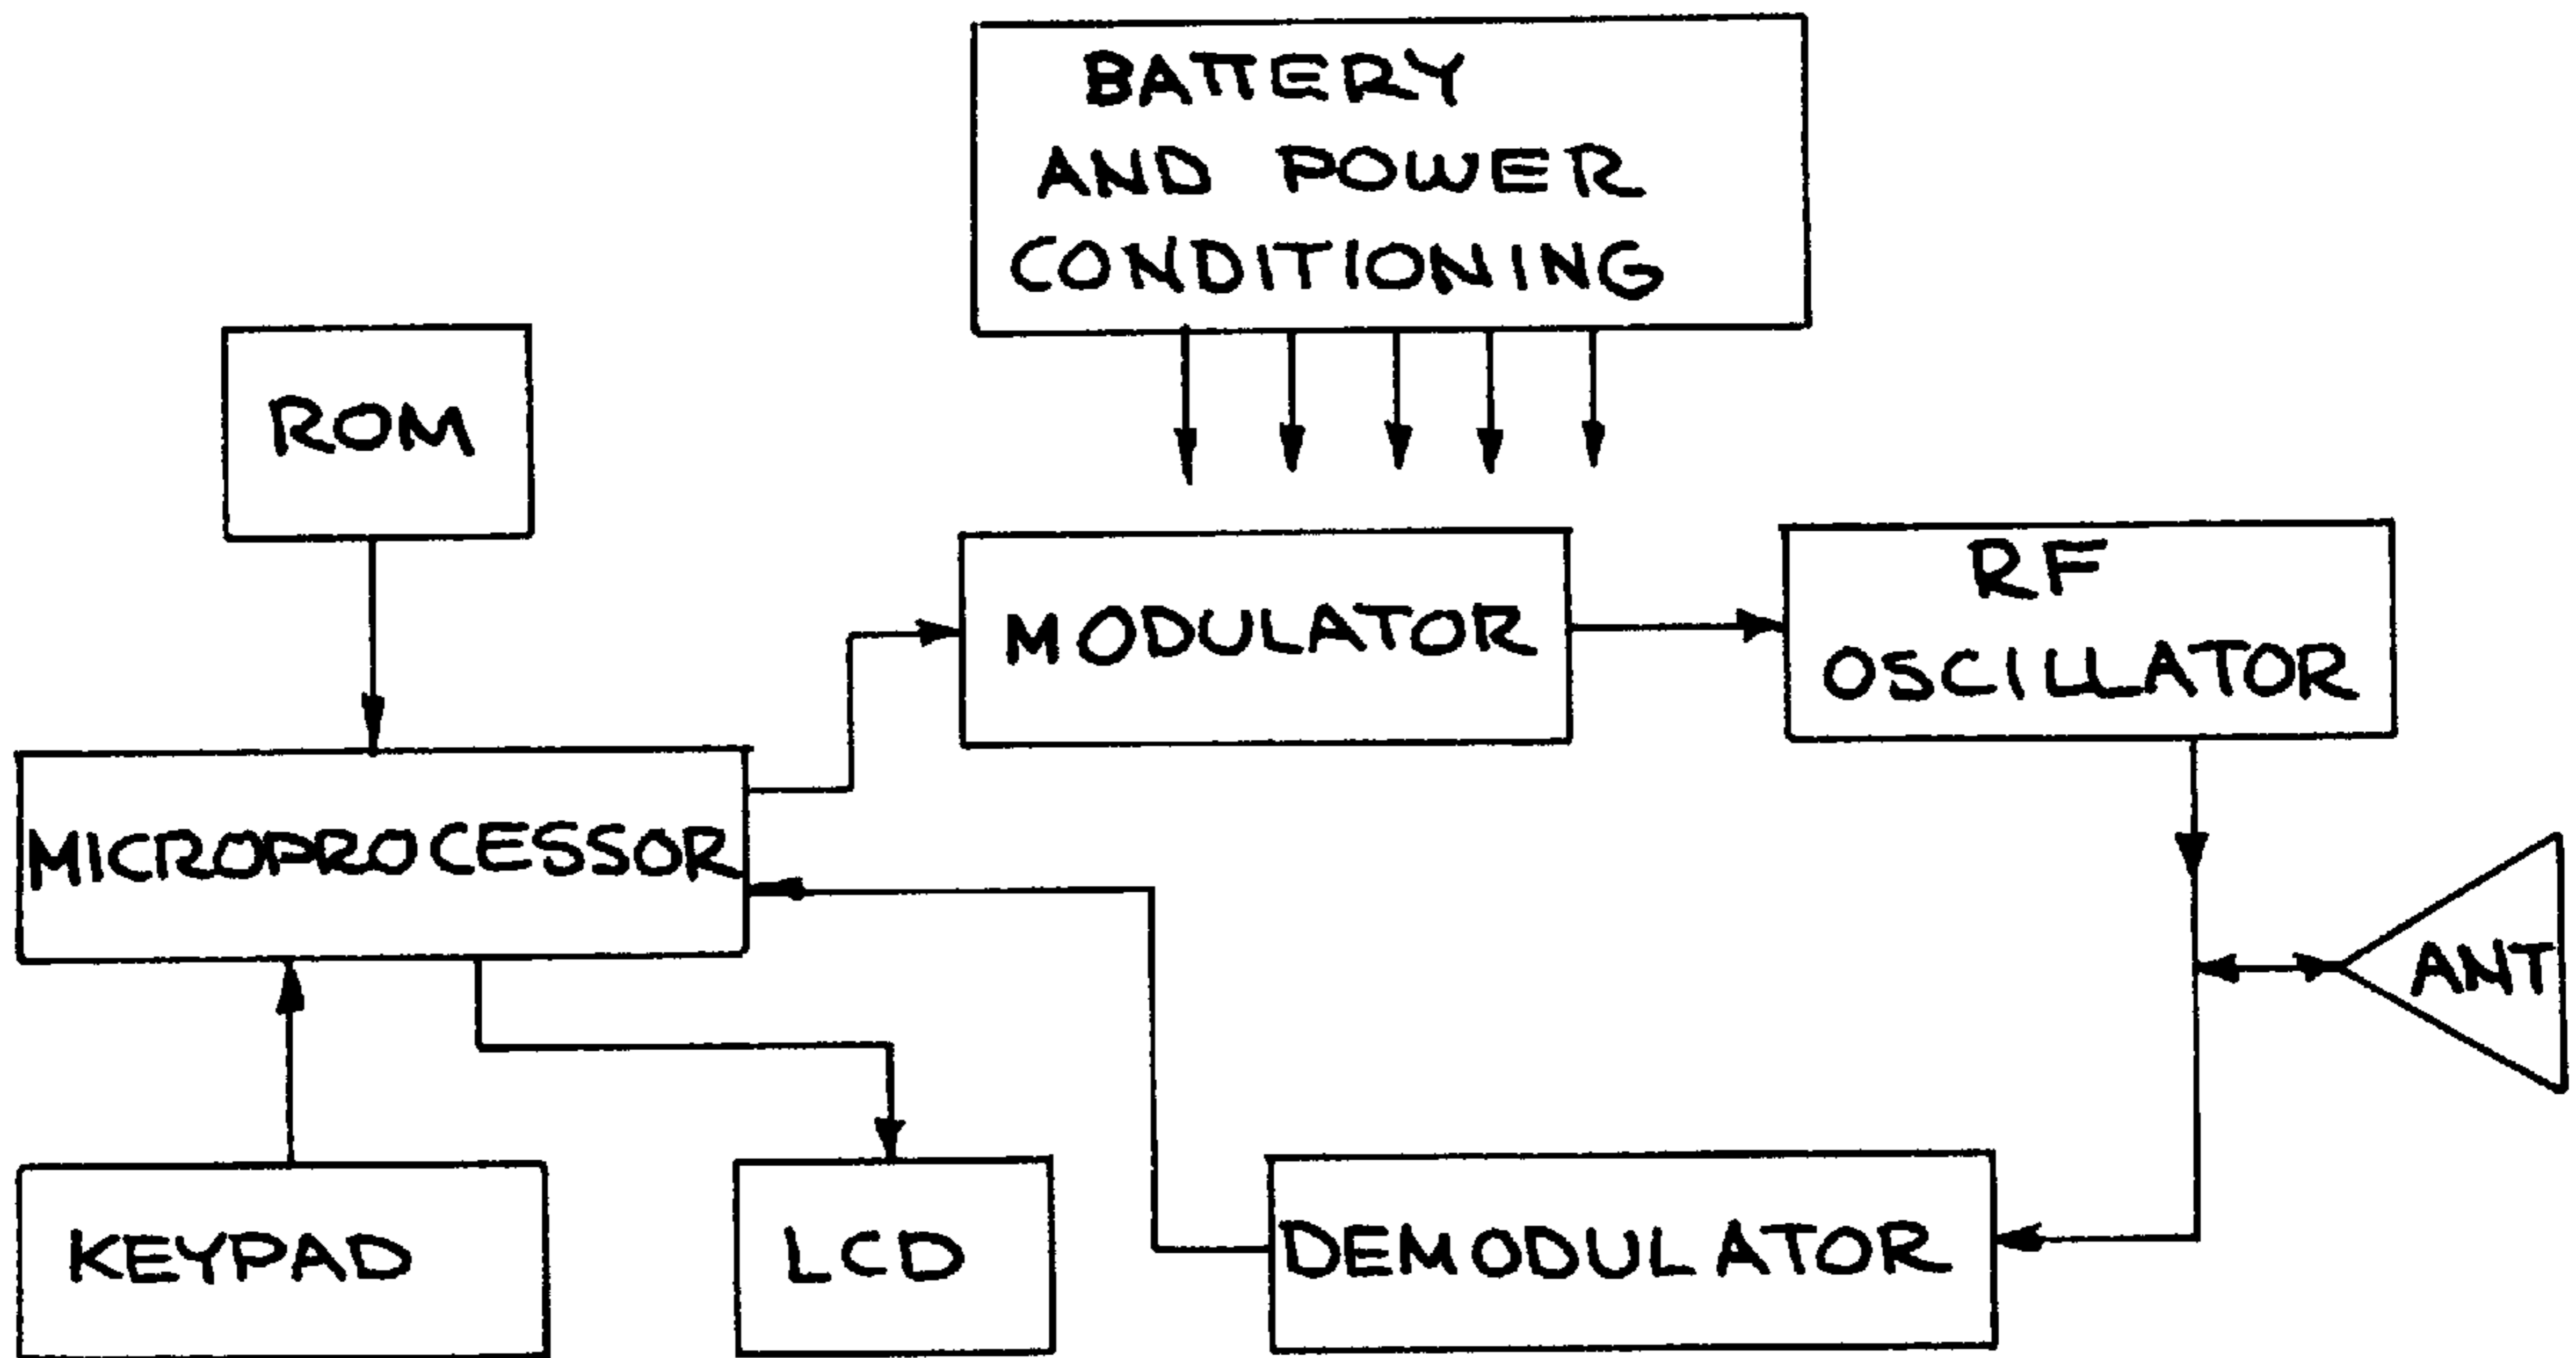 BATTERY
AND POWER
CONDITIONING
ROM
MODULATOR
RF
OSCILLATOR
MICROPROCESSOR
ANT
KEYPAD
LCD
DEMODULATOR